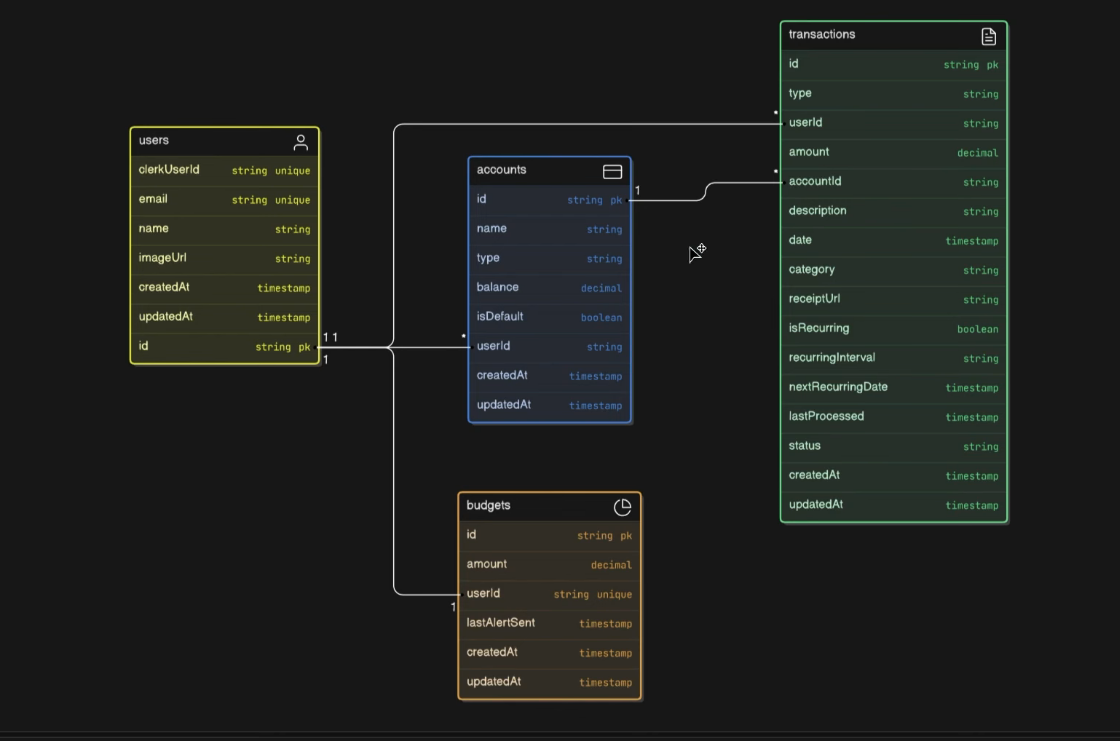 users
clerkUserId string unique
email string unique
name string
imageUrl string
createdAt timestamp
updatedAt timestamp
id string pk
1 1
1
accounts
id string pk
1
name string
type string
balance decimal
isDefault boolean
*
userId string
createdAt timestamp
updatedAt timestamp
budgets
id string pk
amount decimal
userId string unique
1
lastAlertSent timestamp
createdAt timestamp
updatedAt timestamp
transactions
id string pk
type string
*
userId string
amount decimal
*
accountId string
description string
date timestamp
category string
receiptUrl string
isRecurring boolean
recurringInterval string
nextRecurringDate timestamp
lastProcessed timestamp
status string
createdAt timestamp
updatedAt timestamp